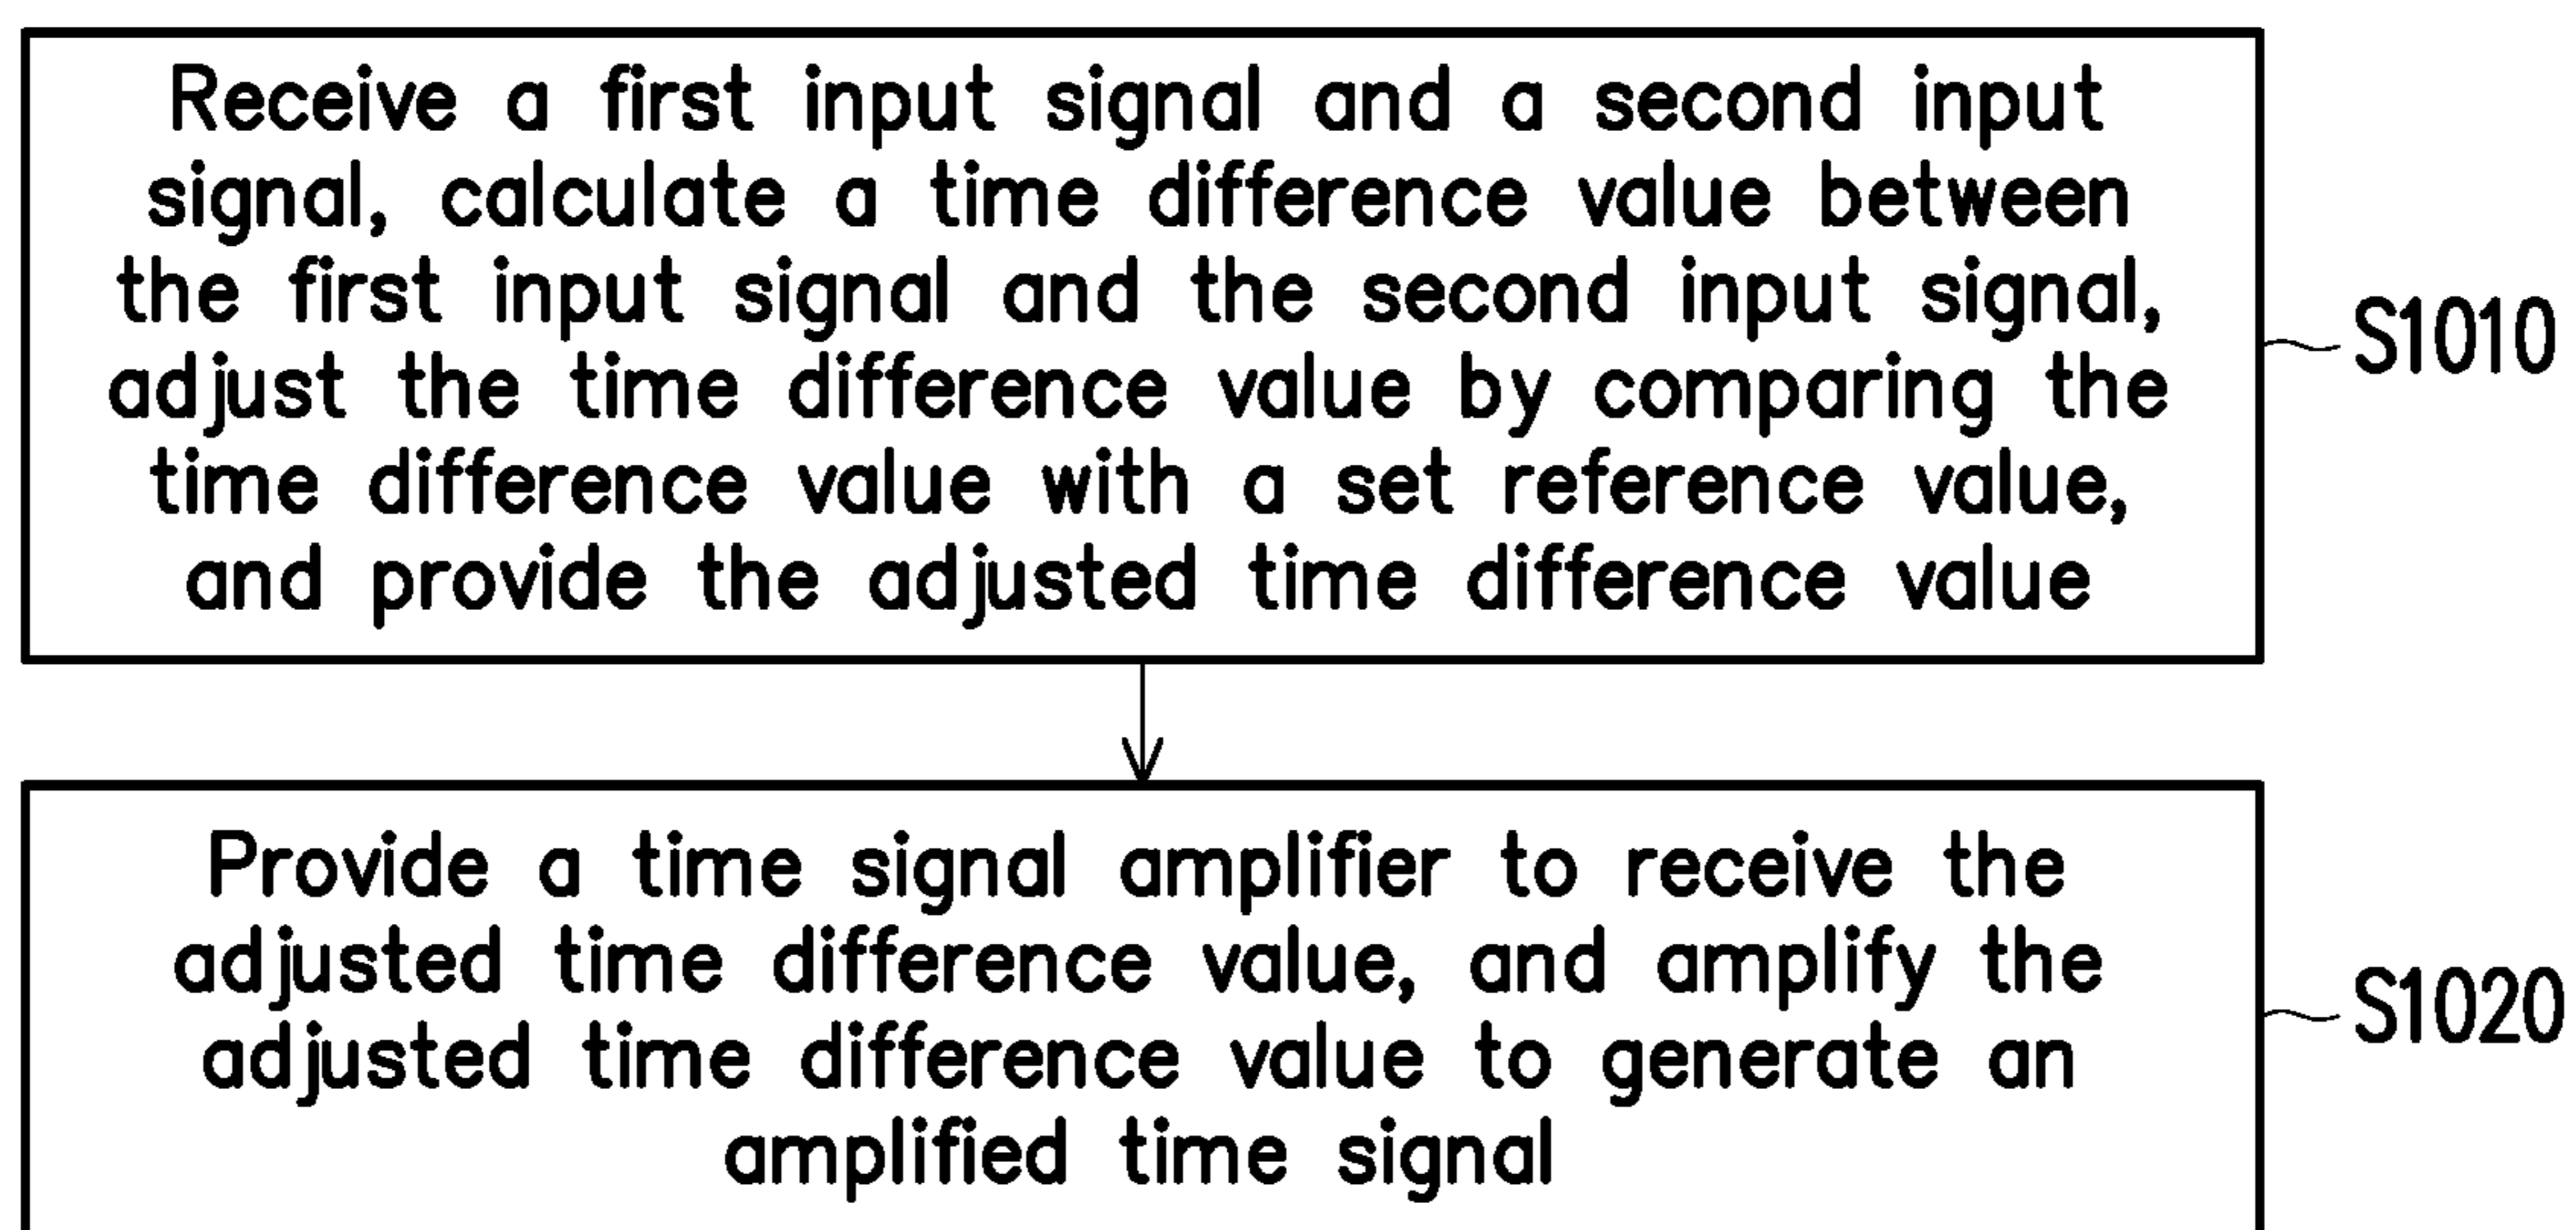 Receive a first input signal and a second input
signal, calculate a time difference value between
the first input signal and the second input signal,
adjust the time difference value by comparing the
time difference value with a set reference value,
and provide the adjusted time difference value
S1010
Provide a time signal amplifier to receive the
adjusted time difference value, and amplify the
adjusted time difference value to generate an
amplified time signal
S1020